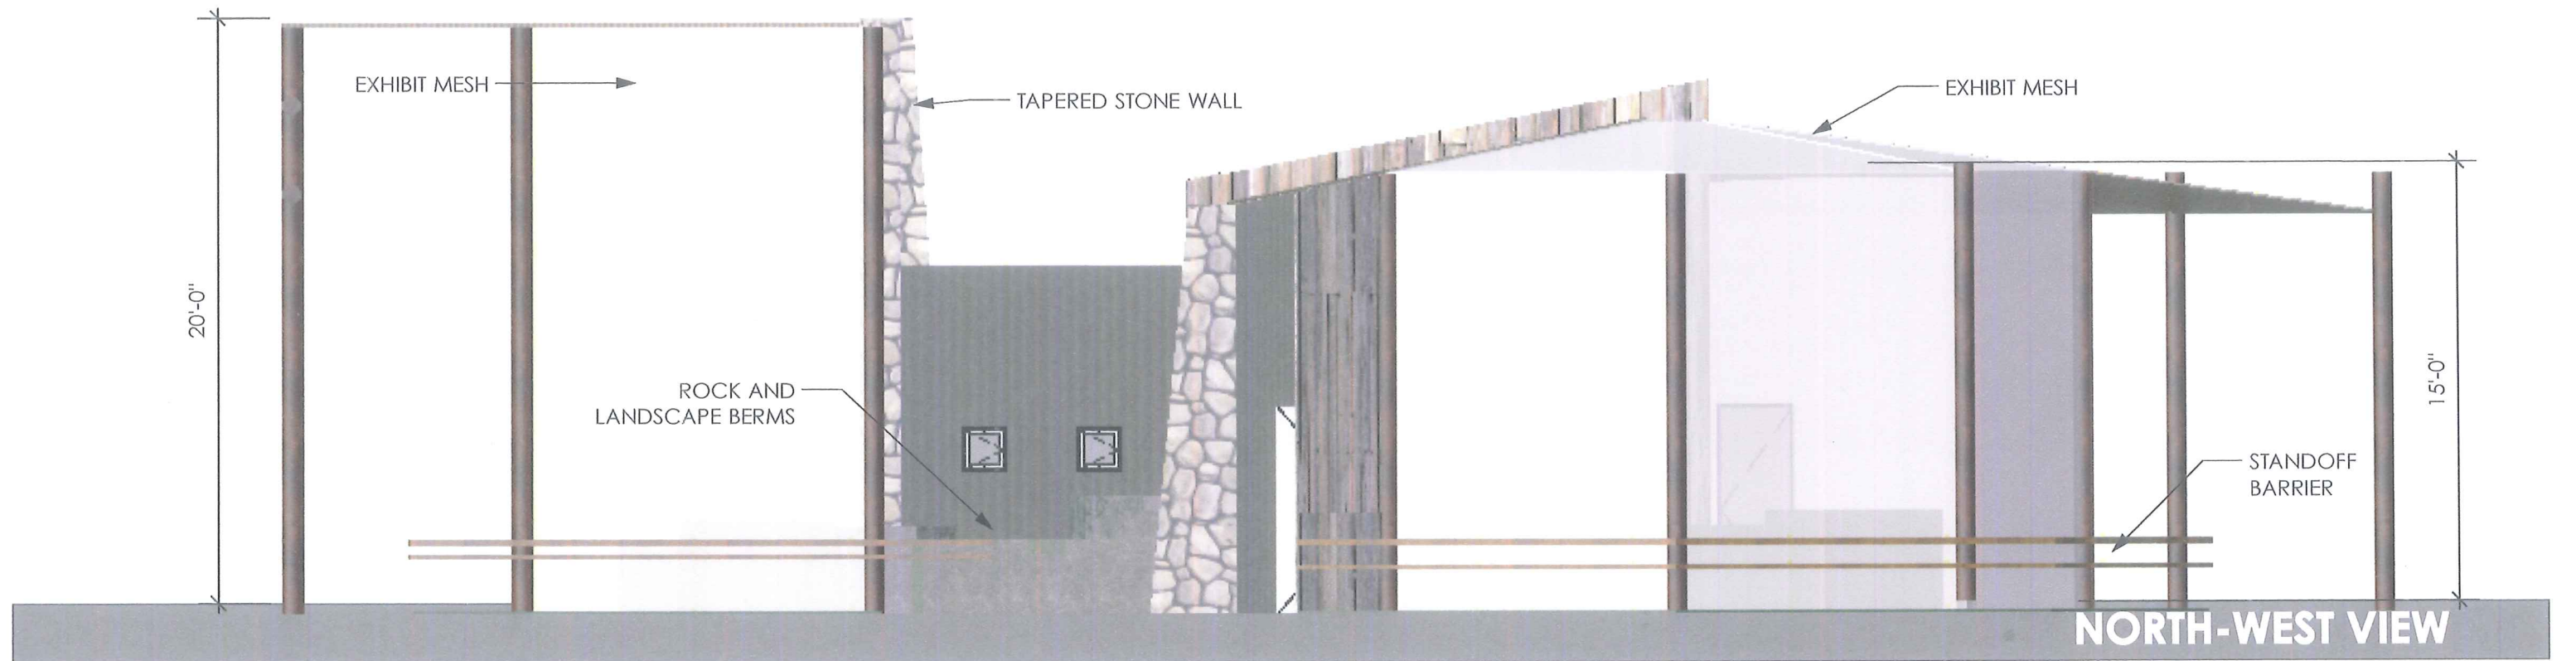 EXHIBIT MESH
TAPERED STONE WALL
EXHIBIT MESH
20'-0"
ROCK AND
LANDSCAPE BERMS
15'-0"
STANDOFF
BARRIER
NORTH-WEST VIEW